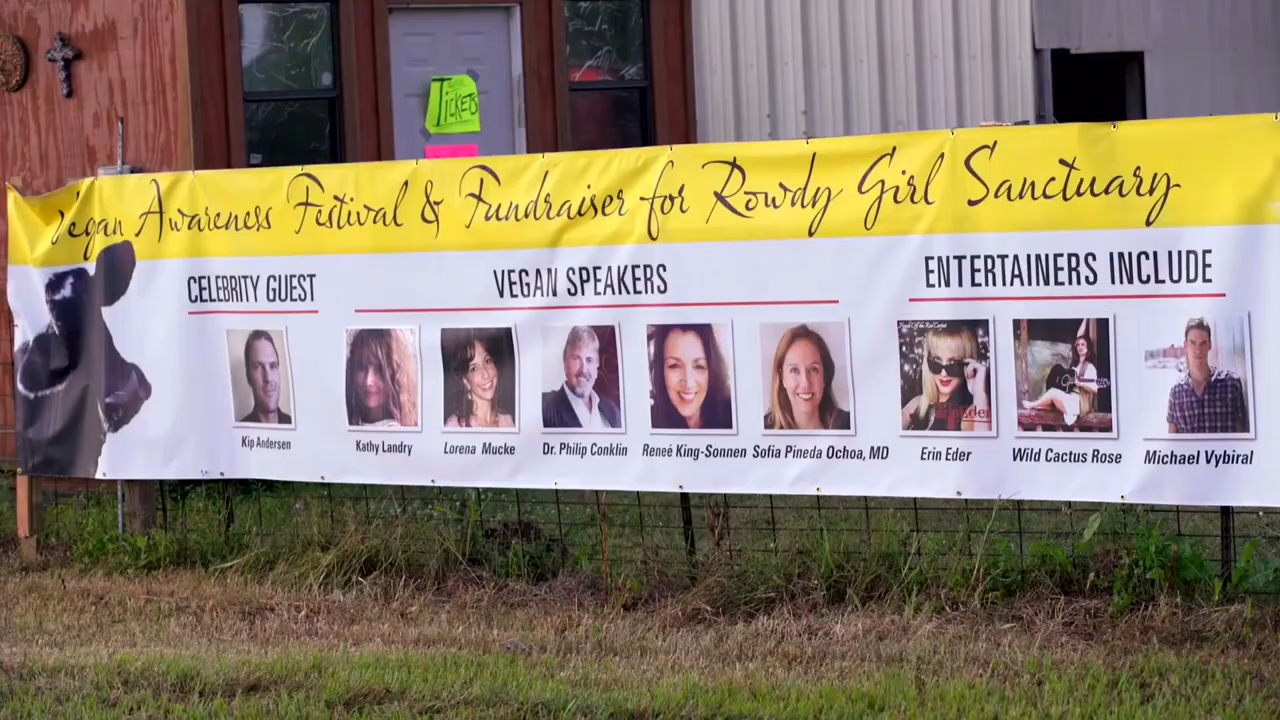 TICKETS
Vegan Awareness Festival & Fundraiser for Rowdy Girl Sanctuary
CELEBRITY GUEST
VEGAN SPEAKERS
ENTERTAINERS INCLUDE
Kip Andersen
Kathy Landry
Lorena Mucke
Dr. Philip Conklin
Reneé King-Sonnen
Sofia Pineda Ochoa, MD
Erin Eder
Wild Cactus Rose
Michael Vybiral